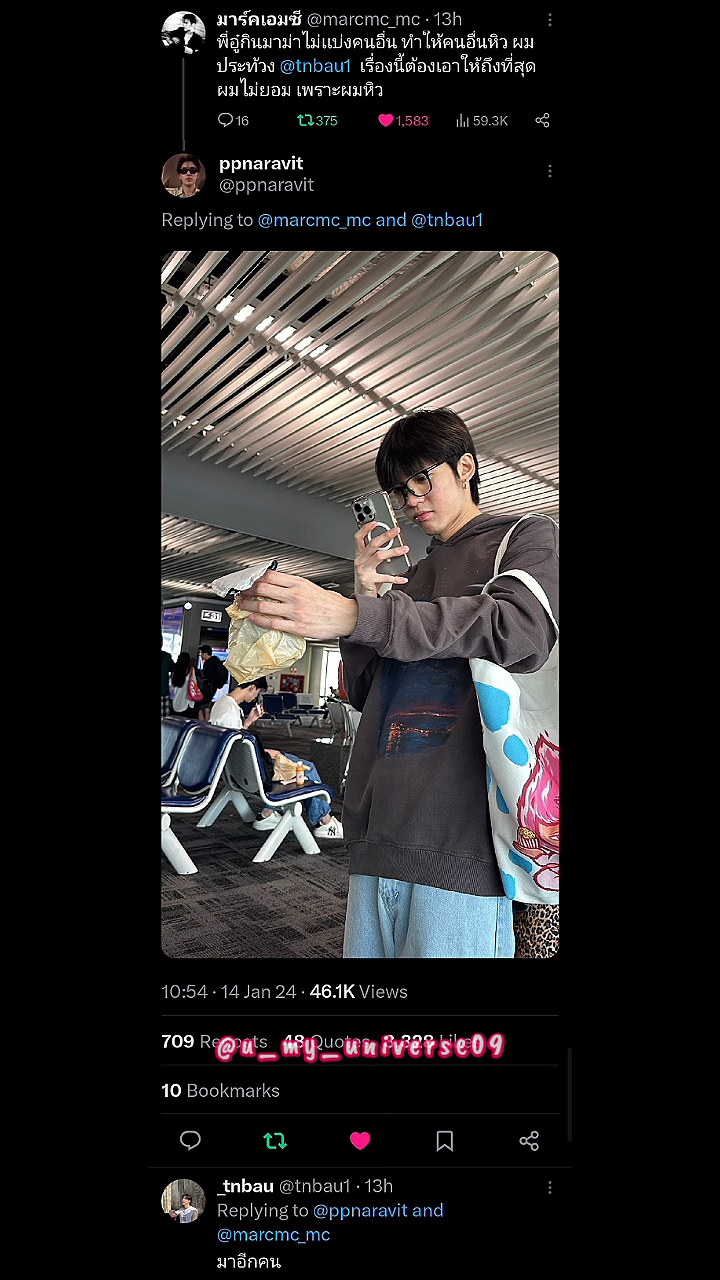 มาร์คเอมซี @marcmc_mc · 13h
พี่อู๋กินมาม่าไม่แบ่งคนอื่น ทำให้คนอื่นหิว ผม
ประท้วง @tnbau1 เรื่องนี้ต้องเอาให้ถึงที่สุด
ผมไม่ยอม เพราะผมหิว
16 375 1,583 59.3K
ppnaravit
@ppnaravit
Replying to @marcmc_mc and @tnbau1
10:54 · 14 Jan 24 · 46.1K Views
709 Reposts 48 Quotes Likes
@u_my_universe09
10 Bookmarks
_tnbau @tnbau1 · 13h
Replying to @ppnaravit and
@marcmc_mc
มาอีกคน